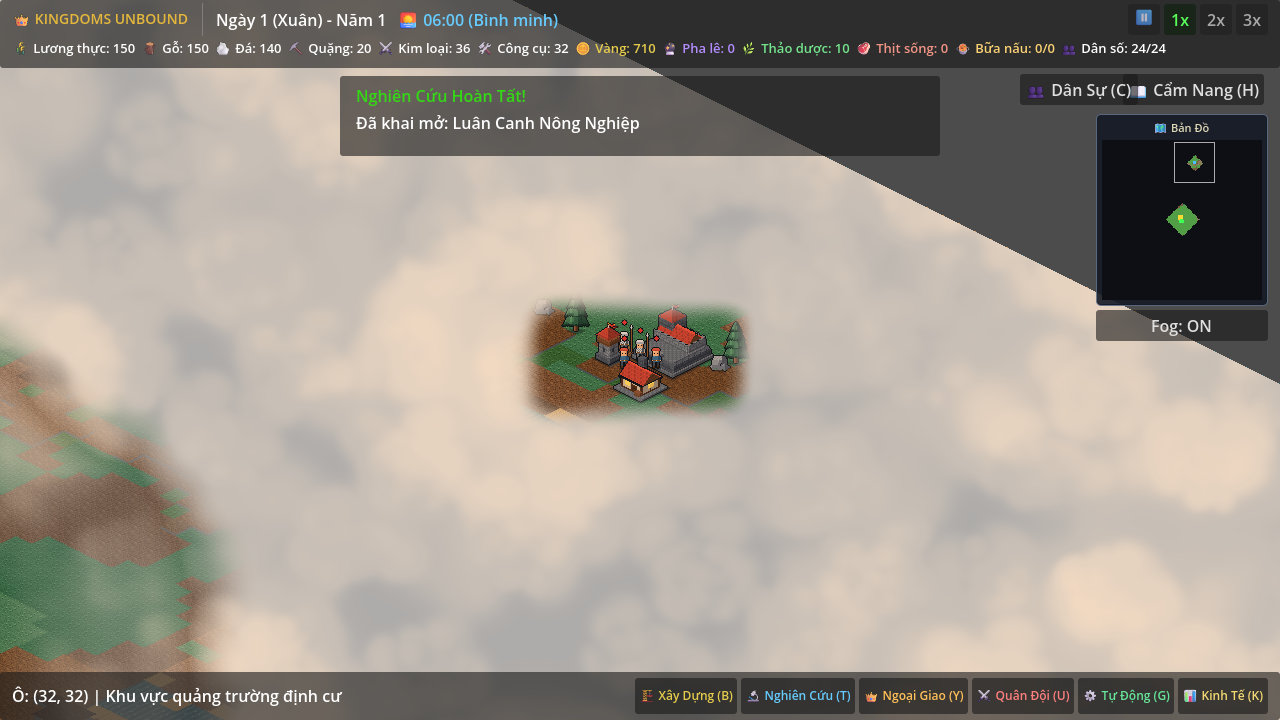 KINGDOMS UNBOUND
Ngày 1 (Xuân) - Năm 1
06:00 (Bình minh)
1x
2x
3x
Lương thực: 150
Gỗ: 150
Đá: 140
Quặng: 20
Kim loại: 36
Công cụ: 32
Vàng: 710
Pha lê: 0
Thảo dược: 10
Thịt sống: 0
Bữa nấu: 0/0
Dân số: 24/24
Nghiên Cứu Hoàn Tất!
Đã khai mở: Luân Canh Nông Nghiệp
Dân Sự (C)
Cẩm Nang (H)
Bản Đồ
Fog: ON
Ô: (32, 32) | Khu vực quảng trường định cư
Xây Dựng (B)
Nghiên Cứu (T)
Ngoại Giao (Y)
Quân Đội (U)
Tự Động (G)
Kinh Tế (K)